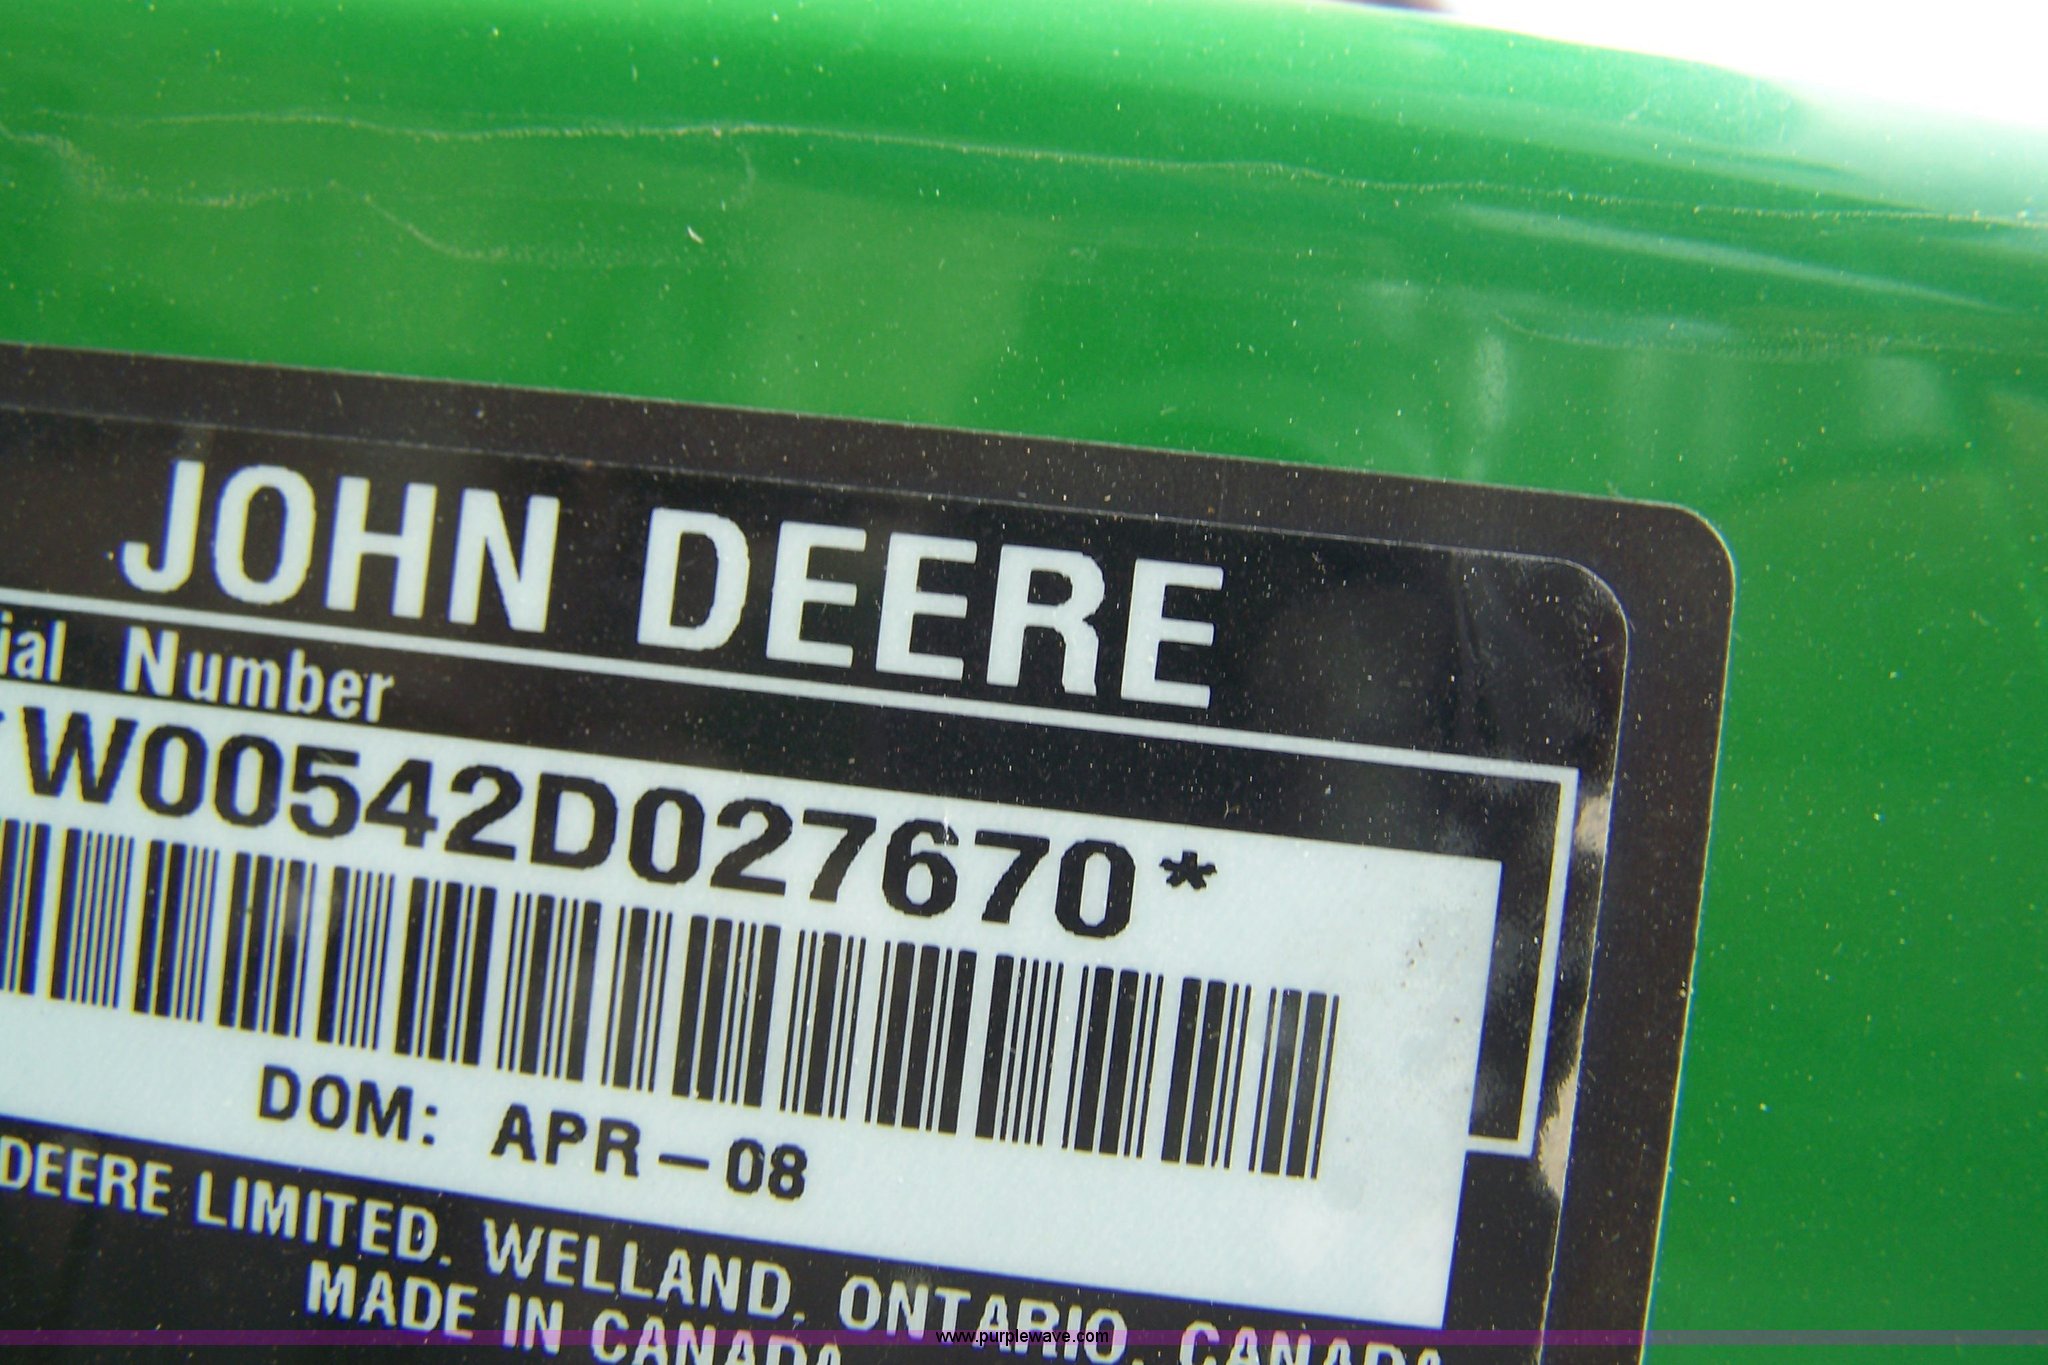 JOHN DEERE
ial Number
*W00542D027670*
DOM: APR-08
DEERE LIMITED. WELLAND. ONTARIO. CANADA
MADE IN CANADA
www.purplewave.com